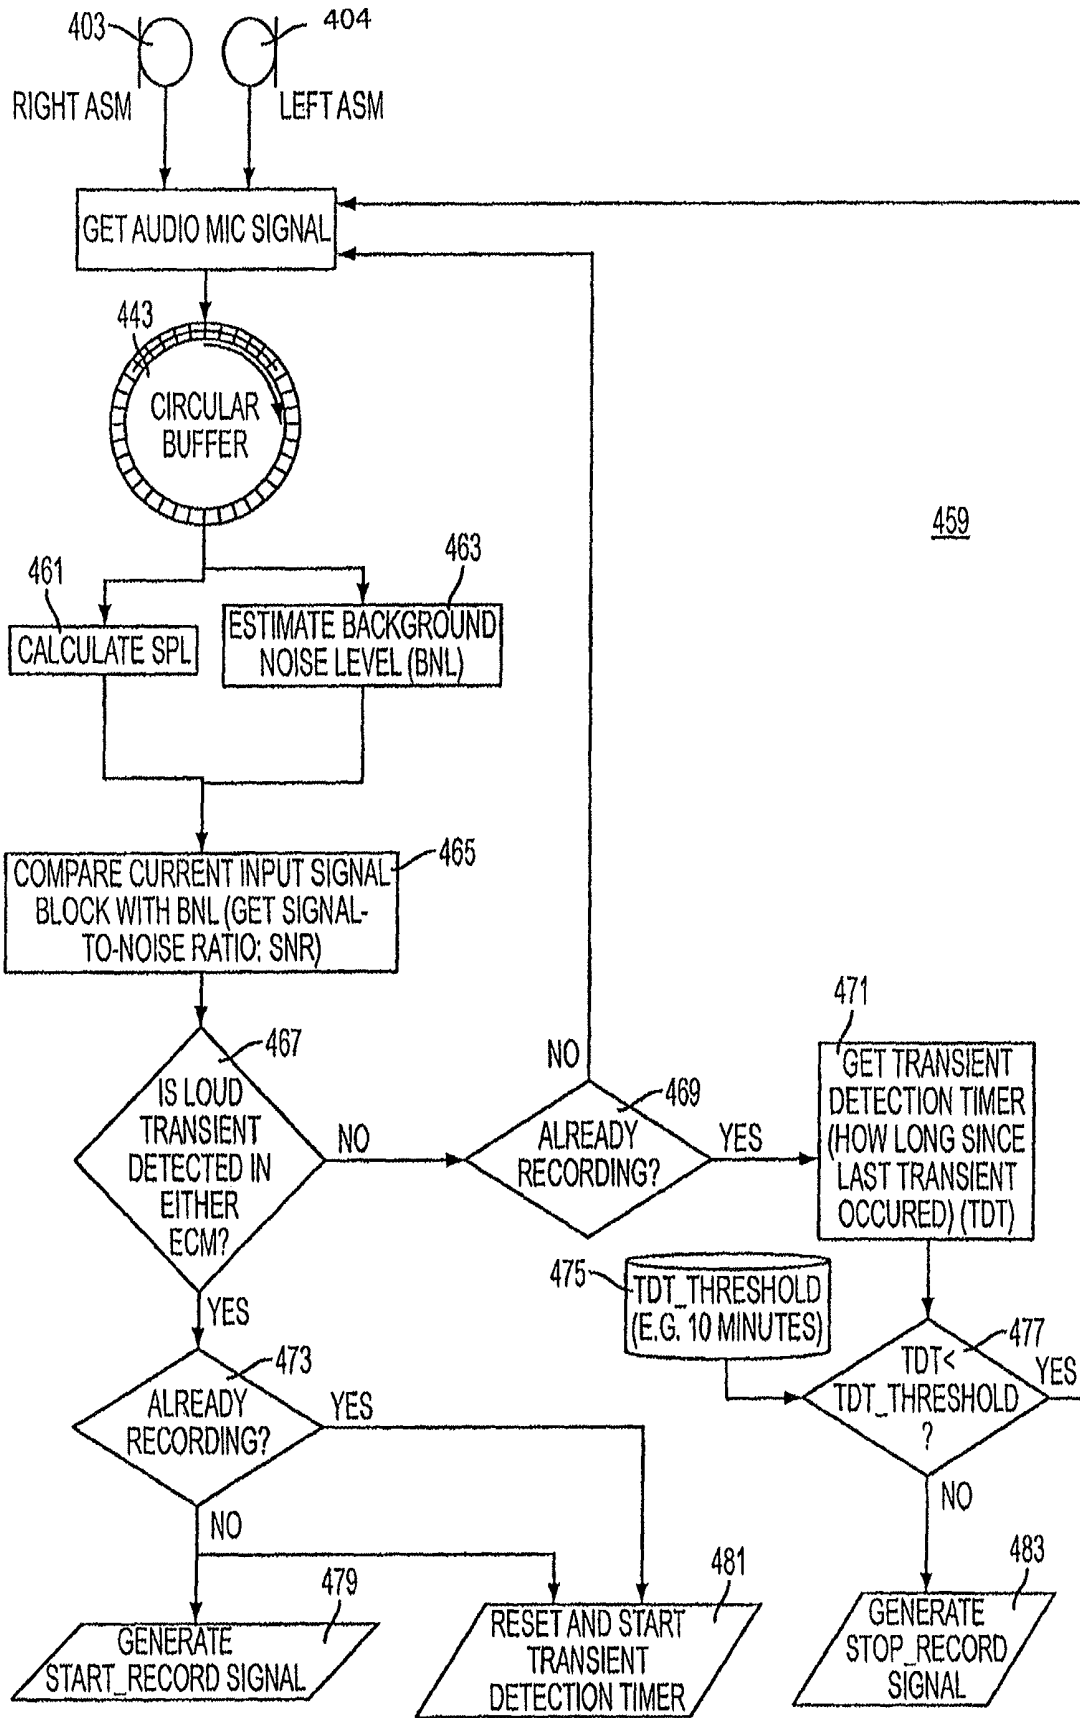 403
404
RIGHT ASM
LEFT ASM
GET AUDIO MIC SIGNAL
443
CIRCULAR
BUFFER
459
461
CALCULATE SPL
463
ESTIMATE BACKGROUND
NOISE LEVEL (BNL)
465
COMPARE CURRENT INPUT SIGNAL
BLOCK WITH BNL (GET SIGNAL-
TO-NOISE RATIO: SNR)
467
IS LOUD
TRANSIENT
DETECTED IN
EITHER
ECM?
NO
YES
469
ALREADY
RECORDING?
NO
YES
471
GET TRANSIENT
DETECTION TIMER
(HOW LONG SINCE
LAST TRANSIENT
OCCURED) (TDT)
475
TDT_THRESHOLD
(E.G. 10 MINUTES)
477
TDT<
TDT_THRESHOLD
?
YES
NO
473
ALREADY
RECORDING?
YES
NO
479
GENERATE
START_RECORD SIGNAL
481
RESET AND START
TRANSIENT
DETECTION TIMER
483
GENERATE
STOP_RECORD
SIGNAL